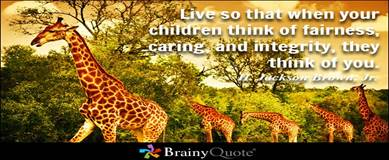 Live so that when your
children think of fairness,
caring, and integrity, they
think of you.
H. Jackson Brown, Jr.
BrainyQuote®